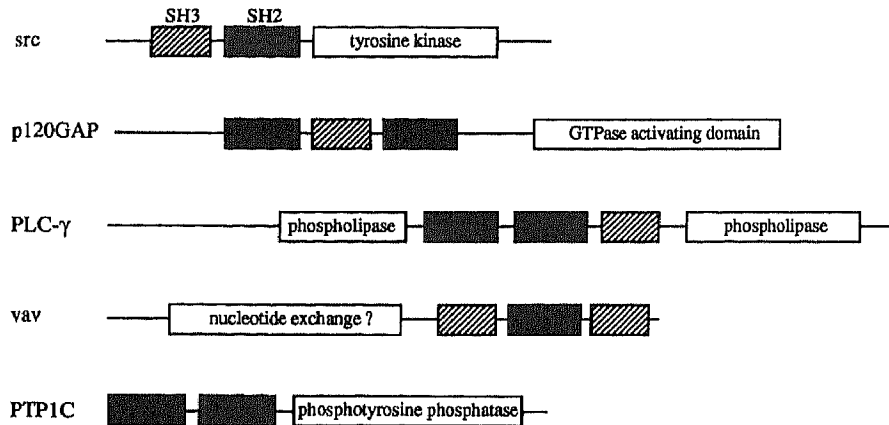 SH3 SH2
src tyrosine kinase
p120GAP GTPase activating domain
PLC-γ phospholipase phospholipase
vav nucleotide exchange ?
PTP1C phosphotyrosine phosphatase